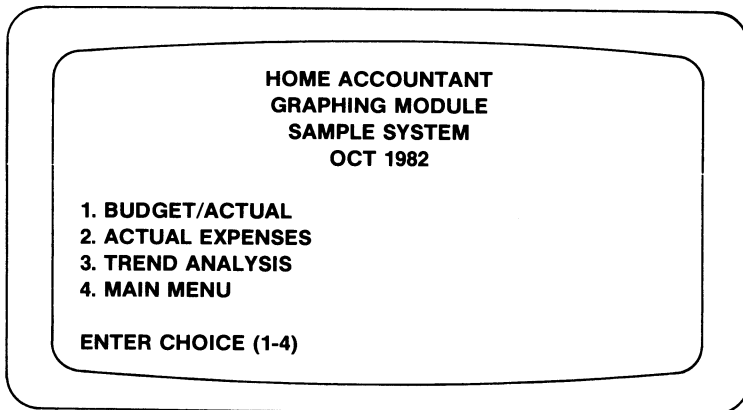 HOME ACCOUNTANT
GRAPHING MODULE
SAMPLE SYSTEM
OCT 1982
1. BUDGET/ACTUAL
2. ACTUAL EXPENSES
3. TREND ANALYSIS
4. MAIN MENU
ENTER CHOICE (1-4)